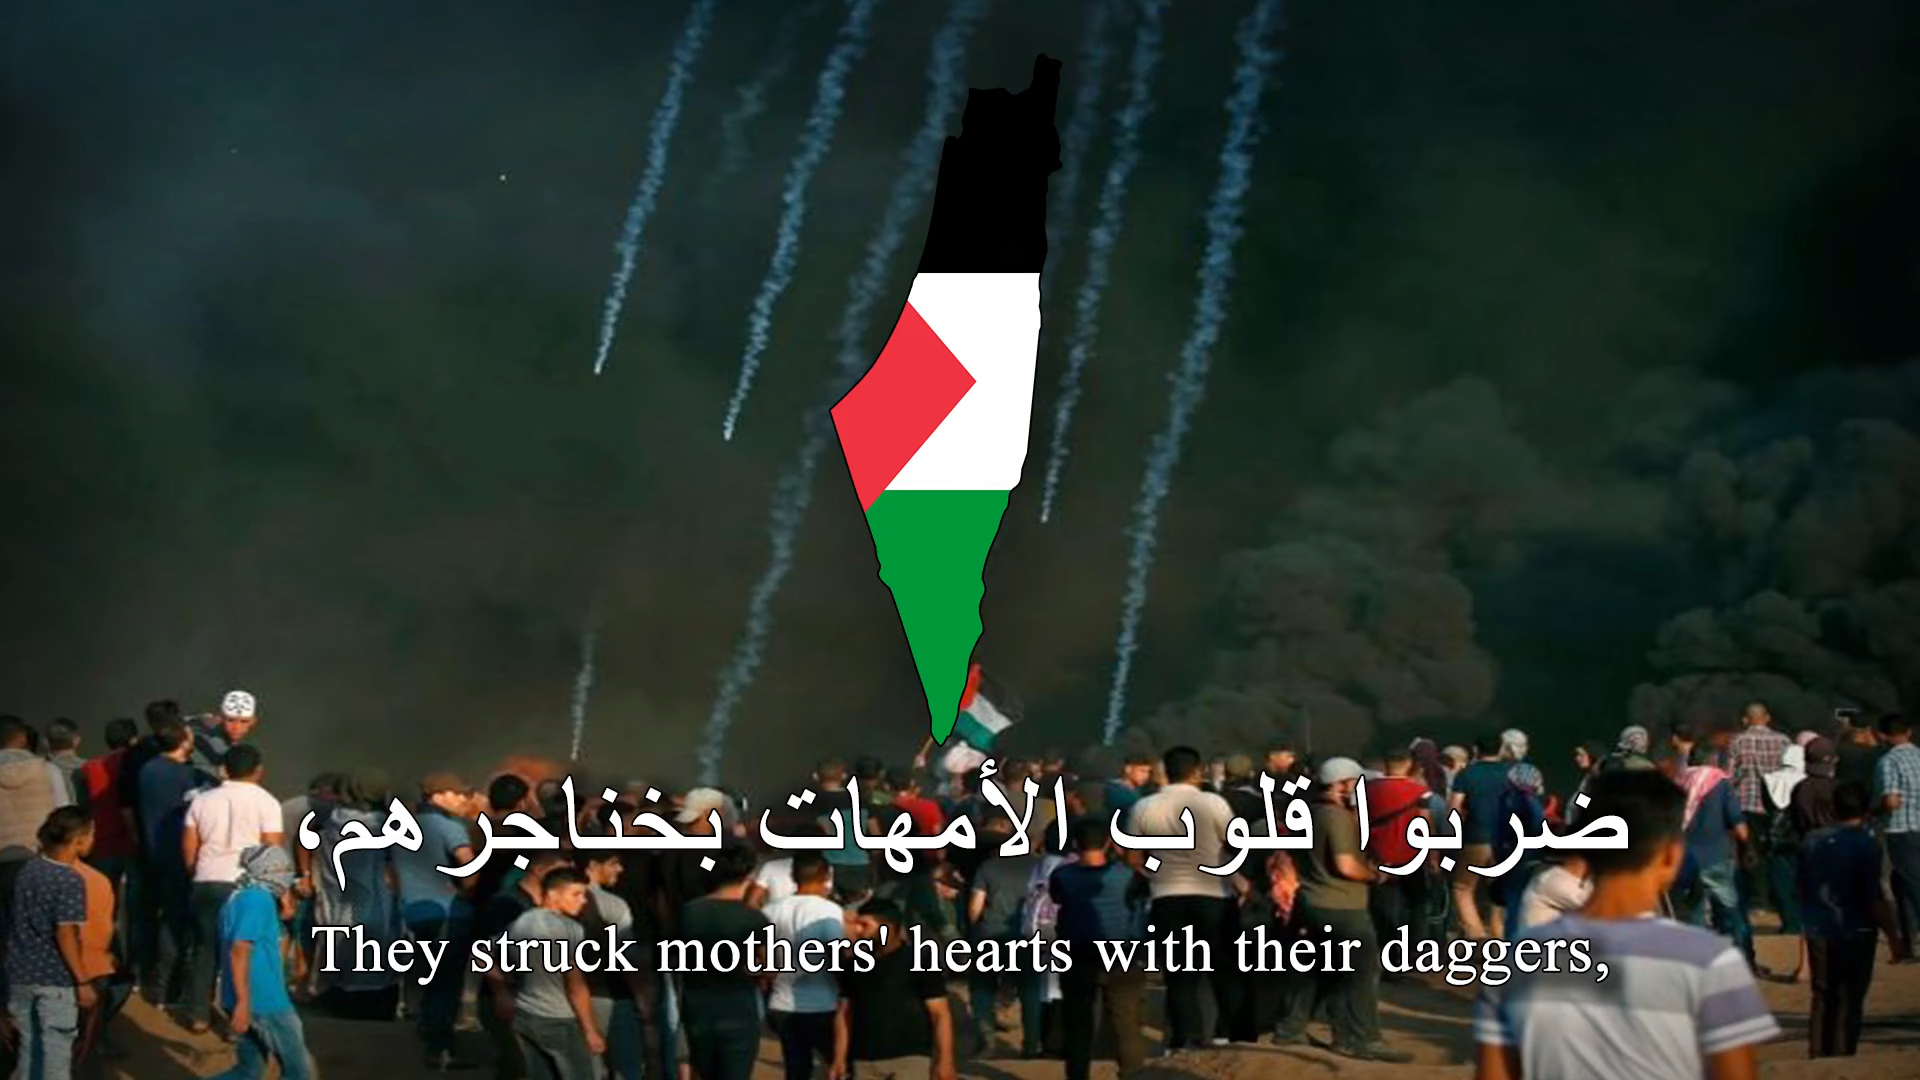 ضربوا قلوب الأمهات بخناجرهم،
They struck mothers' hearts with their daggers,